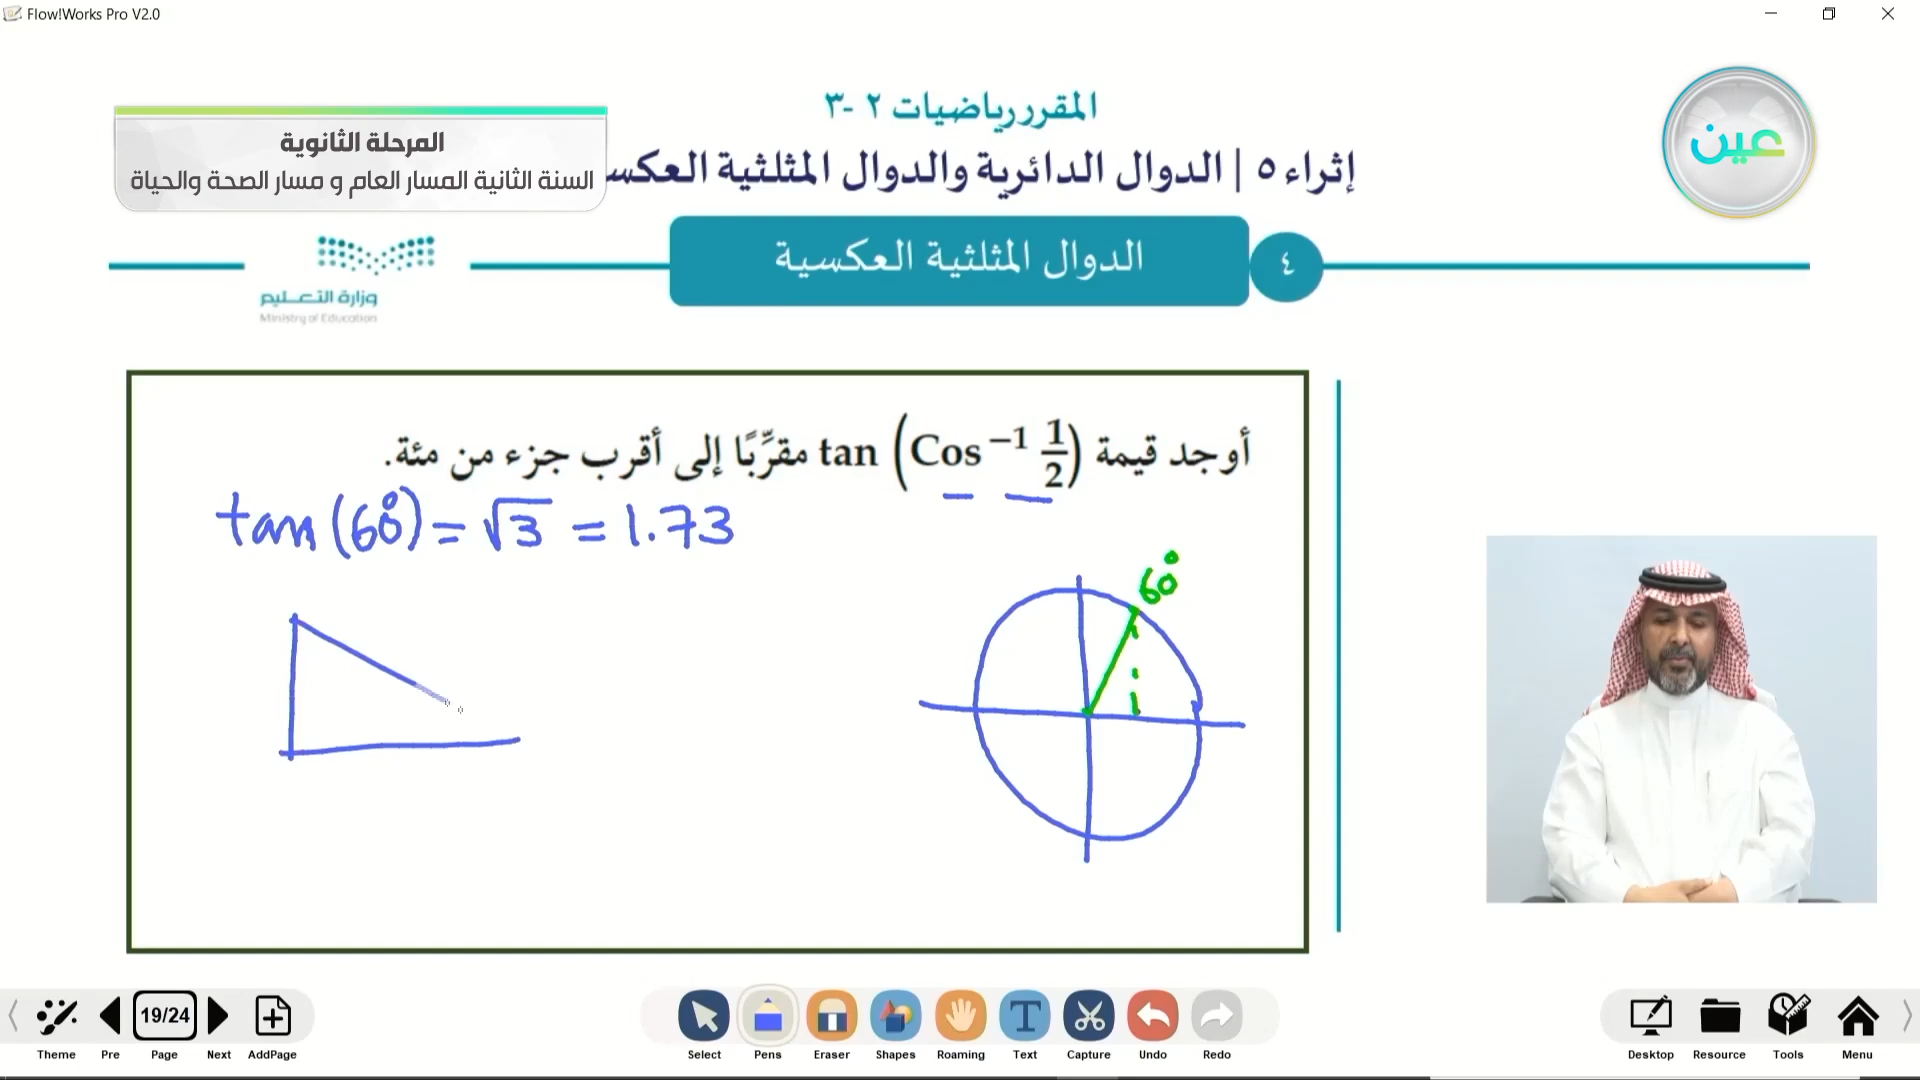 Flow!Works Pro V2.0
المقرر رياضيات ٢ -٣
إثراء ٥ | الدوال الدائرية والدوال المثلثية العكس
المرحلة الثانوية
السنة الثانية المسار العام و مسار الصحة والحياة
عين
الدوال المثلثية العكسية
٤
وزارة التعليم
Ministry of Education
أوجد قيمة tan (Cos⁻¹ 1/2) مقرِّبًا إلى أقرب جزء من مئة.
tan (60°) = √3 = 1.73
60°
19/24
Theme Pre Page Next AddPage
Select Pens Eraser Shapes Roaming Text Capture Undo Redo
Desktop Resource Tools Menu